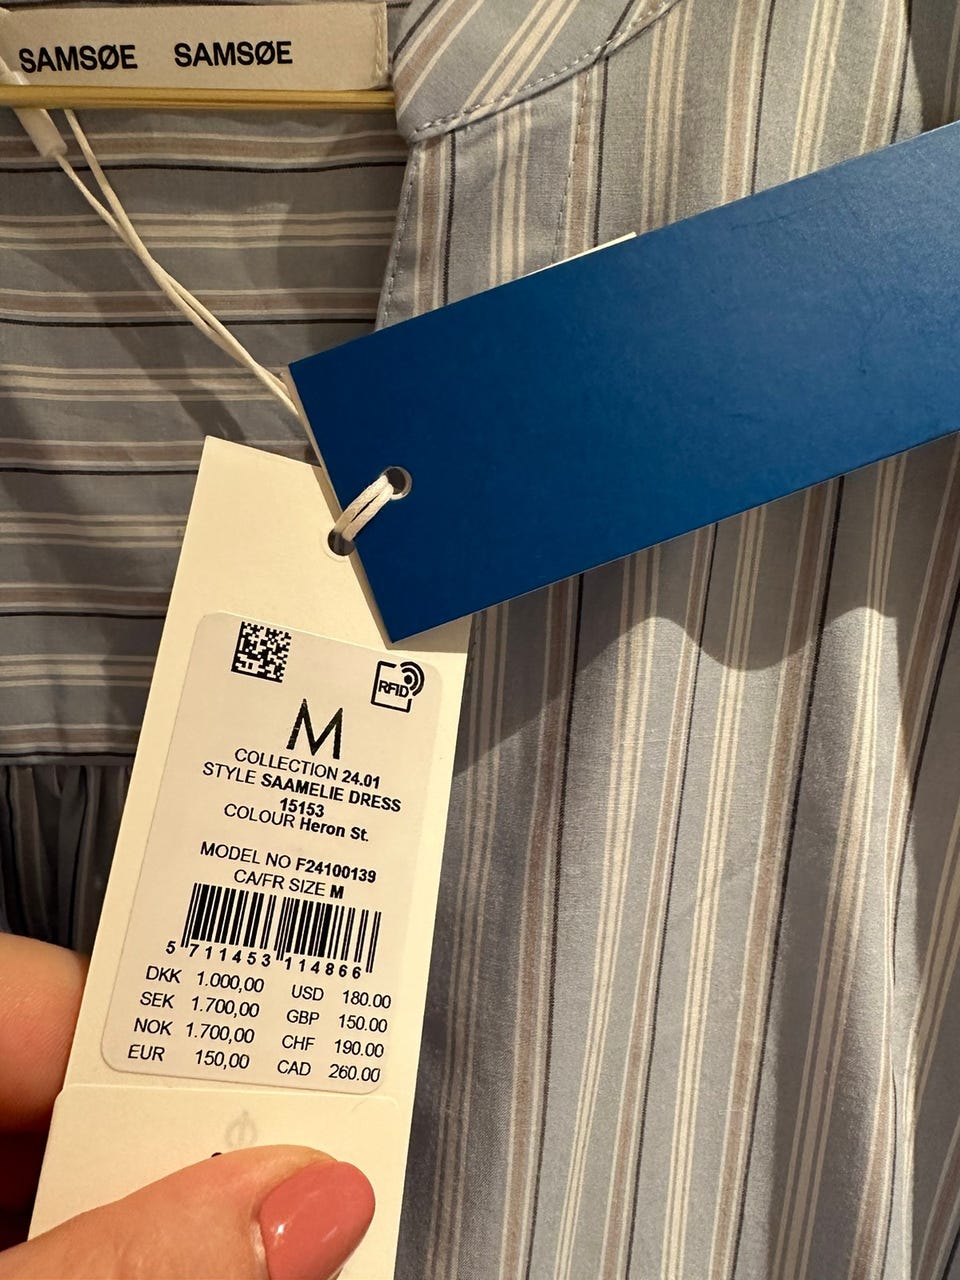 SAMSØE SAMSØE
RFID
M
COLLECTION 24.01
STYLE SAAMELIE DRESS
15153
COLOUR Heron St.
MODEL NO F24100139
CA/FR SIZE M
5 711453 114866
DKK 1.000,00 USD 180.00
SEK 1.700,00 GBP 150.00
NOK 1.700,00 CHF 190.00
EUR 150,00 CAD 260.00